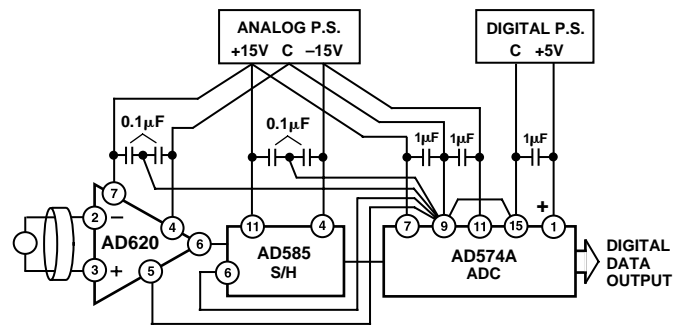 ANALOG P.S.
+15V C –15V
DIGITAL P.S.
C +5V
0.1µF
0.1µF
1µF
1µF
1µF
7
2
–
4
11
4
7
9
11
15
+
1
AD620
6
3
+
5
6
AD585
S/H
AD574A
ADC
DIGITAL
DATA
OUTPUT